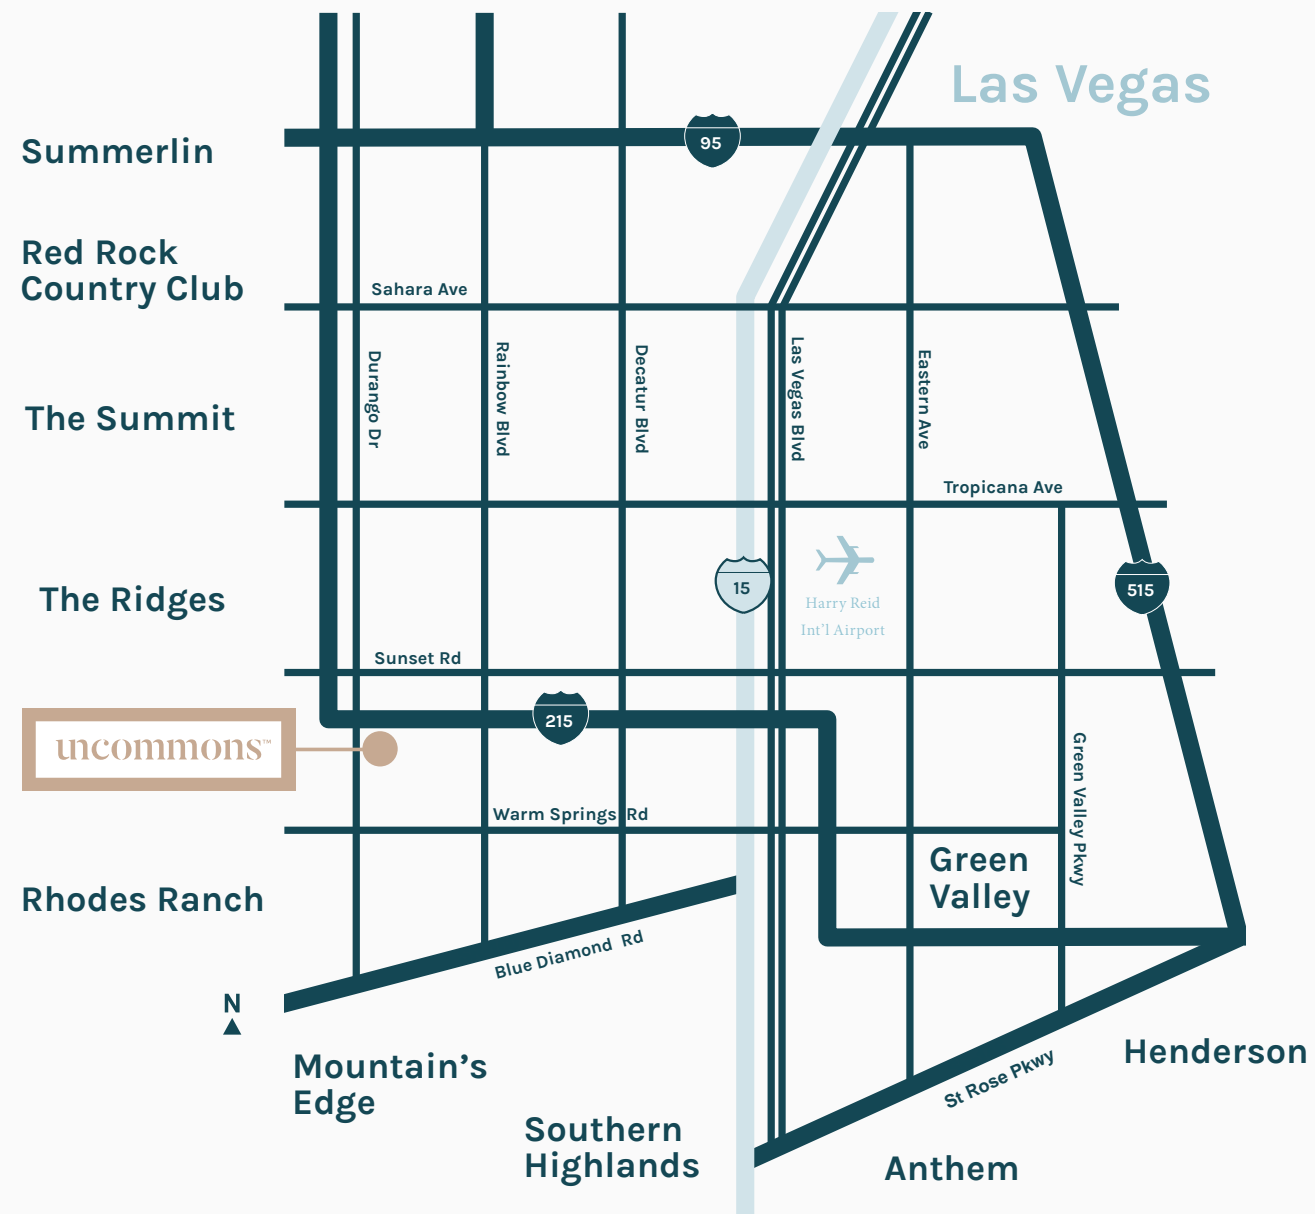 Las Vegas
95
Summerlin
Red Rock
Country Club
Sahara Ave
Durango Dr
Rainbow Blvd
Decatur Blvd
Las Vegas Blvd
Eastern Ave
The Summit
Tropicana Ave
15
Harry Reid
Int'l Airport
515
The Ridges
Sunset Rd
215
uncommons™
Green Valley Pkwy
Warm Springs Rd
Green
Valley
Rhodes Ranch
Blue Diamond Rd
N
Mountain’s
Edge
Henderson
St Rose Pkwy
Southern
Highlands
Anthem